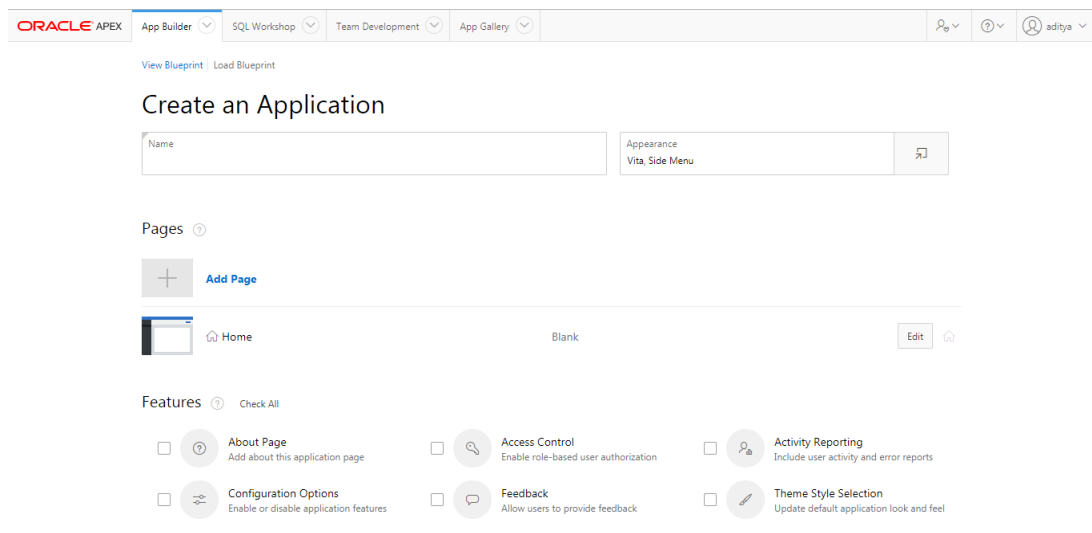 ORACLE APEX App Builder SQL Workshop Team Development App Gallery aditya
View Blueprint Load Blueprint
Create an Application
Name
Appearance
Vita, Side Menu
Pages
Add Page
Home Blank Edit
Features Check All
About Page
Add about this application page
Access Control
Enable role-based user authorization
Activity Reporting
Include user activity and error reports
Configuration Options
Enable or disable application features
Feedback
Allow users to provide feedback
Theme Style Selection
Update default application look and feel